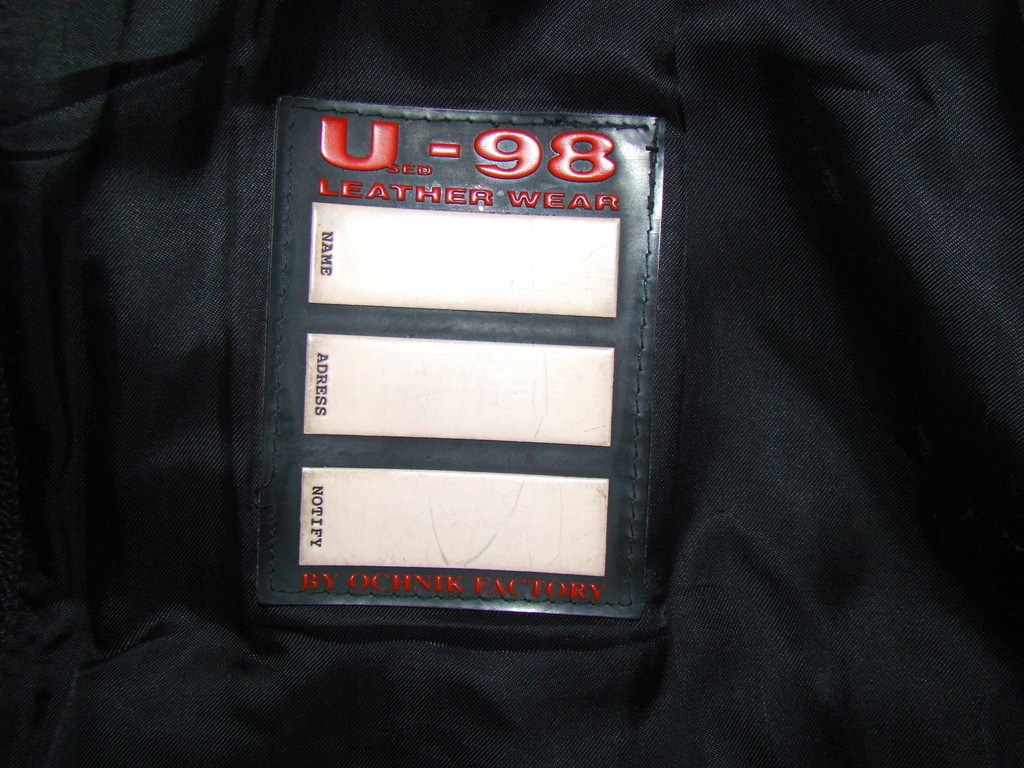 USED-98
LEATHER WEAR
NAME
ADRESS
NOTIFY
BY OCHNIK FACTORY